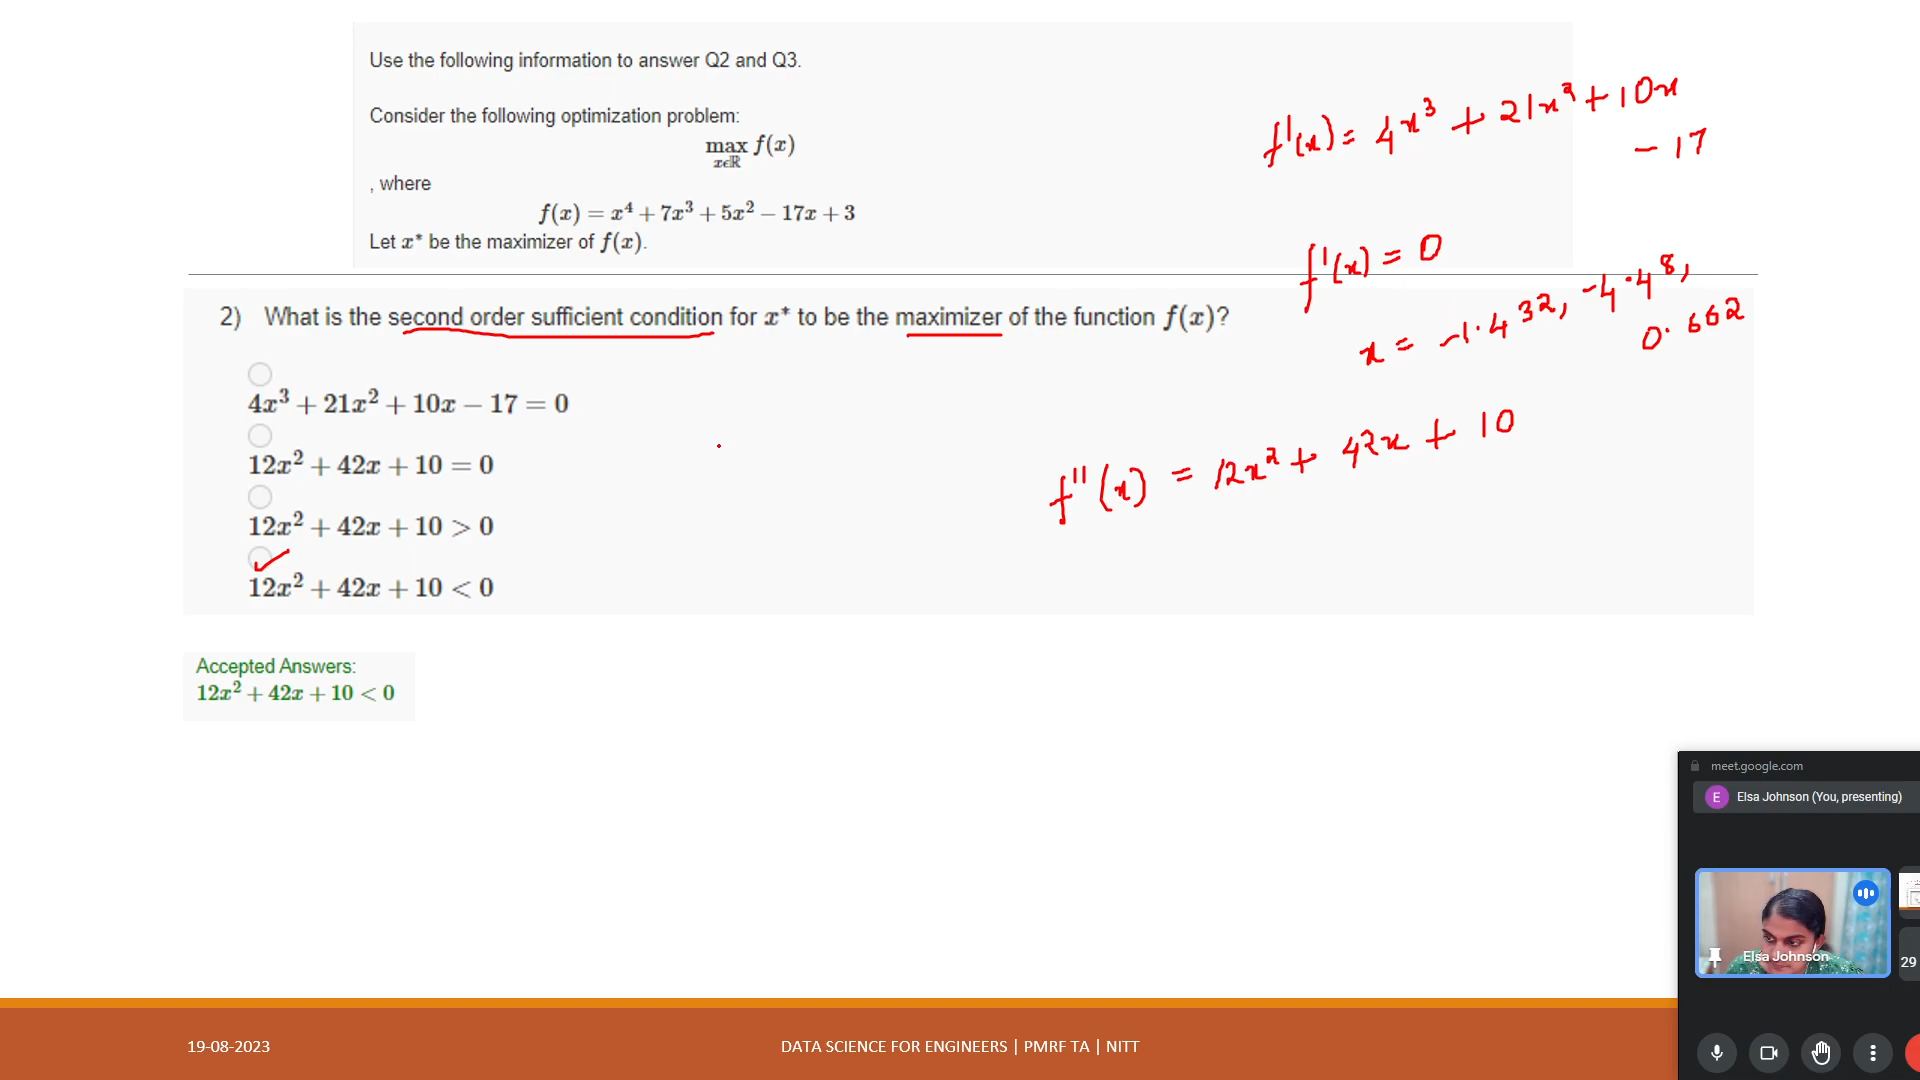 Use the following information to answer Q2 and Q3.
Consider the following optimization problem:
max f(x)
x∈ℝ
, where
f(x) = x⁴ + 7x³ + 5x² − 17x + 3
Let x* be the maximizer of f(x).
f'(x) = 4x³ + 21x² + 10x
− 17
f'(x) = 0
x = -1.432, -4.48,
0.662
2) What is the second order sufficient condition for x* to be the maximizer of the function f(x)?
4x³ + 21x² + 10x − 17 = 0
12x² + 42x + 10 = 0
12x² + 42x + 10 > 0
12x² + 42x + 10 < 0
f''(x) = 12x² + 42x + 10
Accepted Answers:
12x² + 42x + 10 < 0
meet.google.com
E Elsa Johnson (You, presenting)
Elsa Johnson
29
19-08-2023
DATA SCIENCE FOR ENGINEERS | PMRF TA | NITT